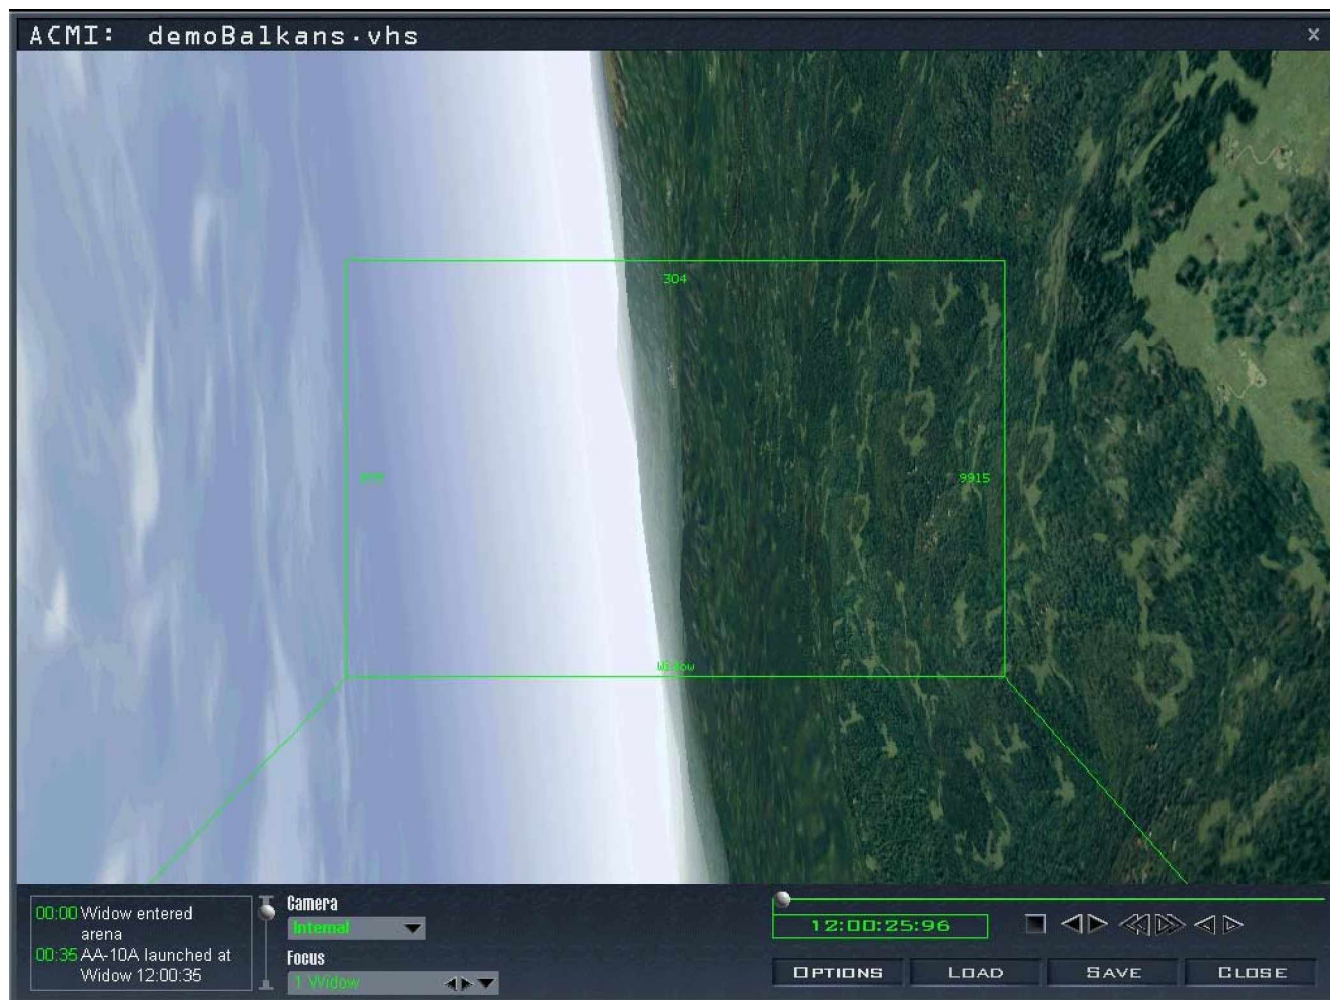 ACMI: demoBalkans.vhs
x
304
9915
Widow
00:00 Widow entered
arena
00:35 AA-10A launched at
Widow 12:00:35
Camera
Internal
Focus
1 Widow
12:00:25:96
OPTIONS
LOAD
SAVE
CLOSE